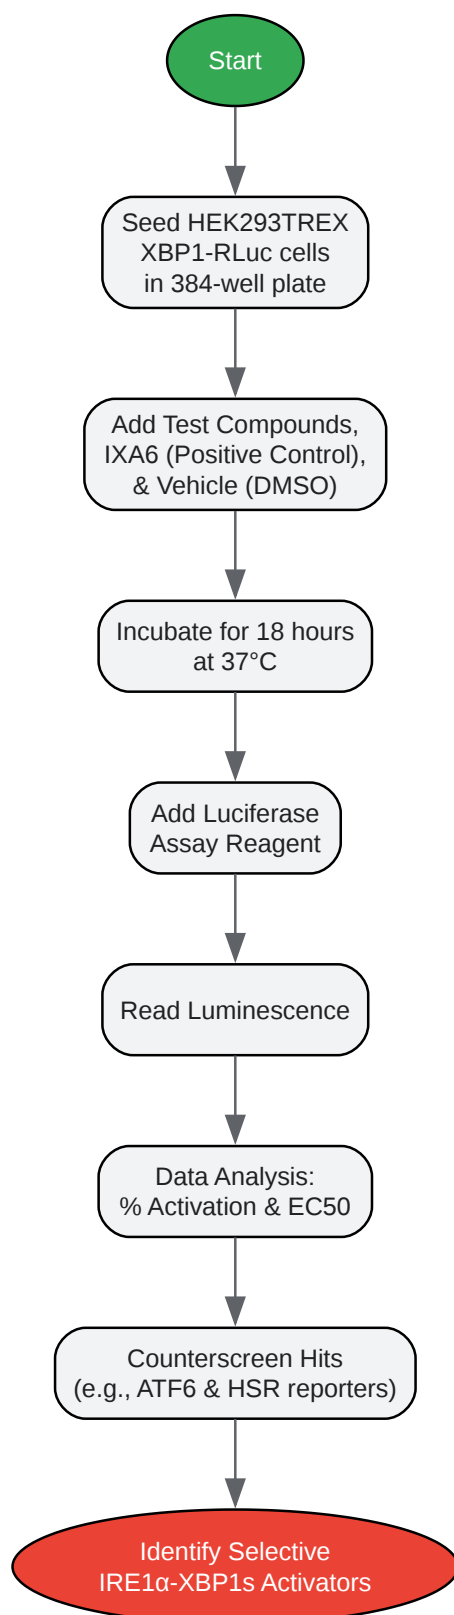 Start
Seed HEK293TREX
XBP1-RLuc cells
in 384-well plate
Add Test Compounds,
IXA6 (Positive Control),
& Vehicle (DMSO)
Incubate for 18 hours
at 37°C
Add Luciferase
Assay Reagent
Read Luminescence
Data Analysis:
% Activation & EC50
Counterscreen Hits
(e.g., ATF6 & HSR reporters)
Identify Selective
IRE1α-XBP1s Activators